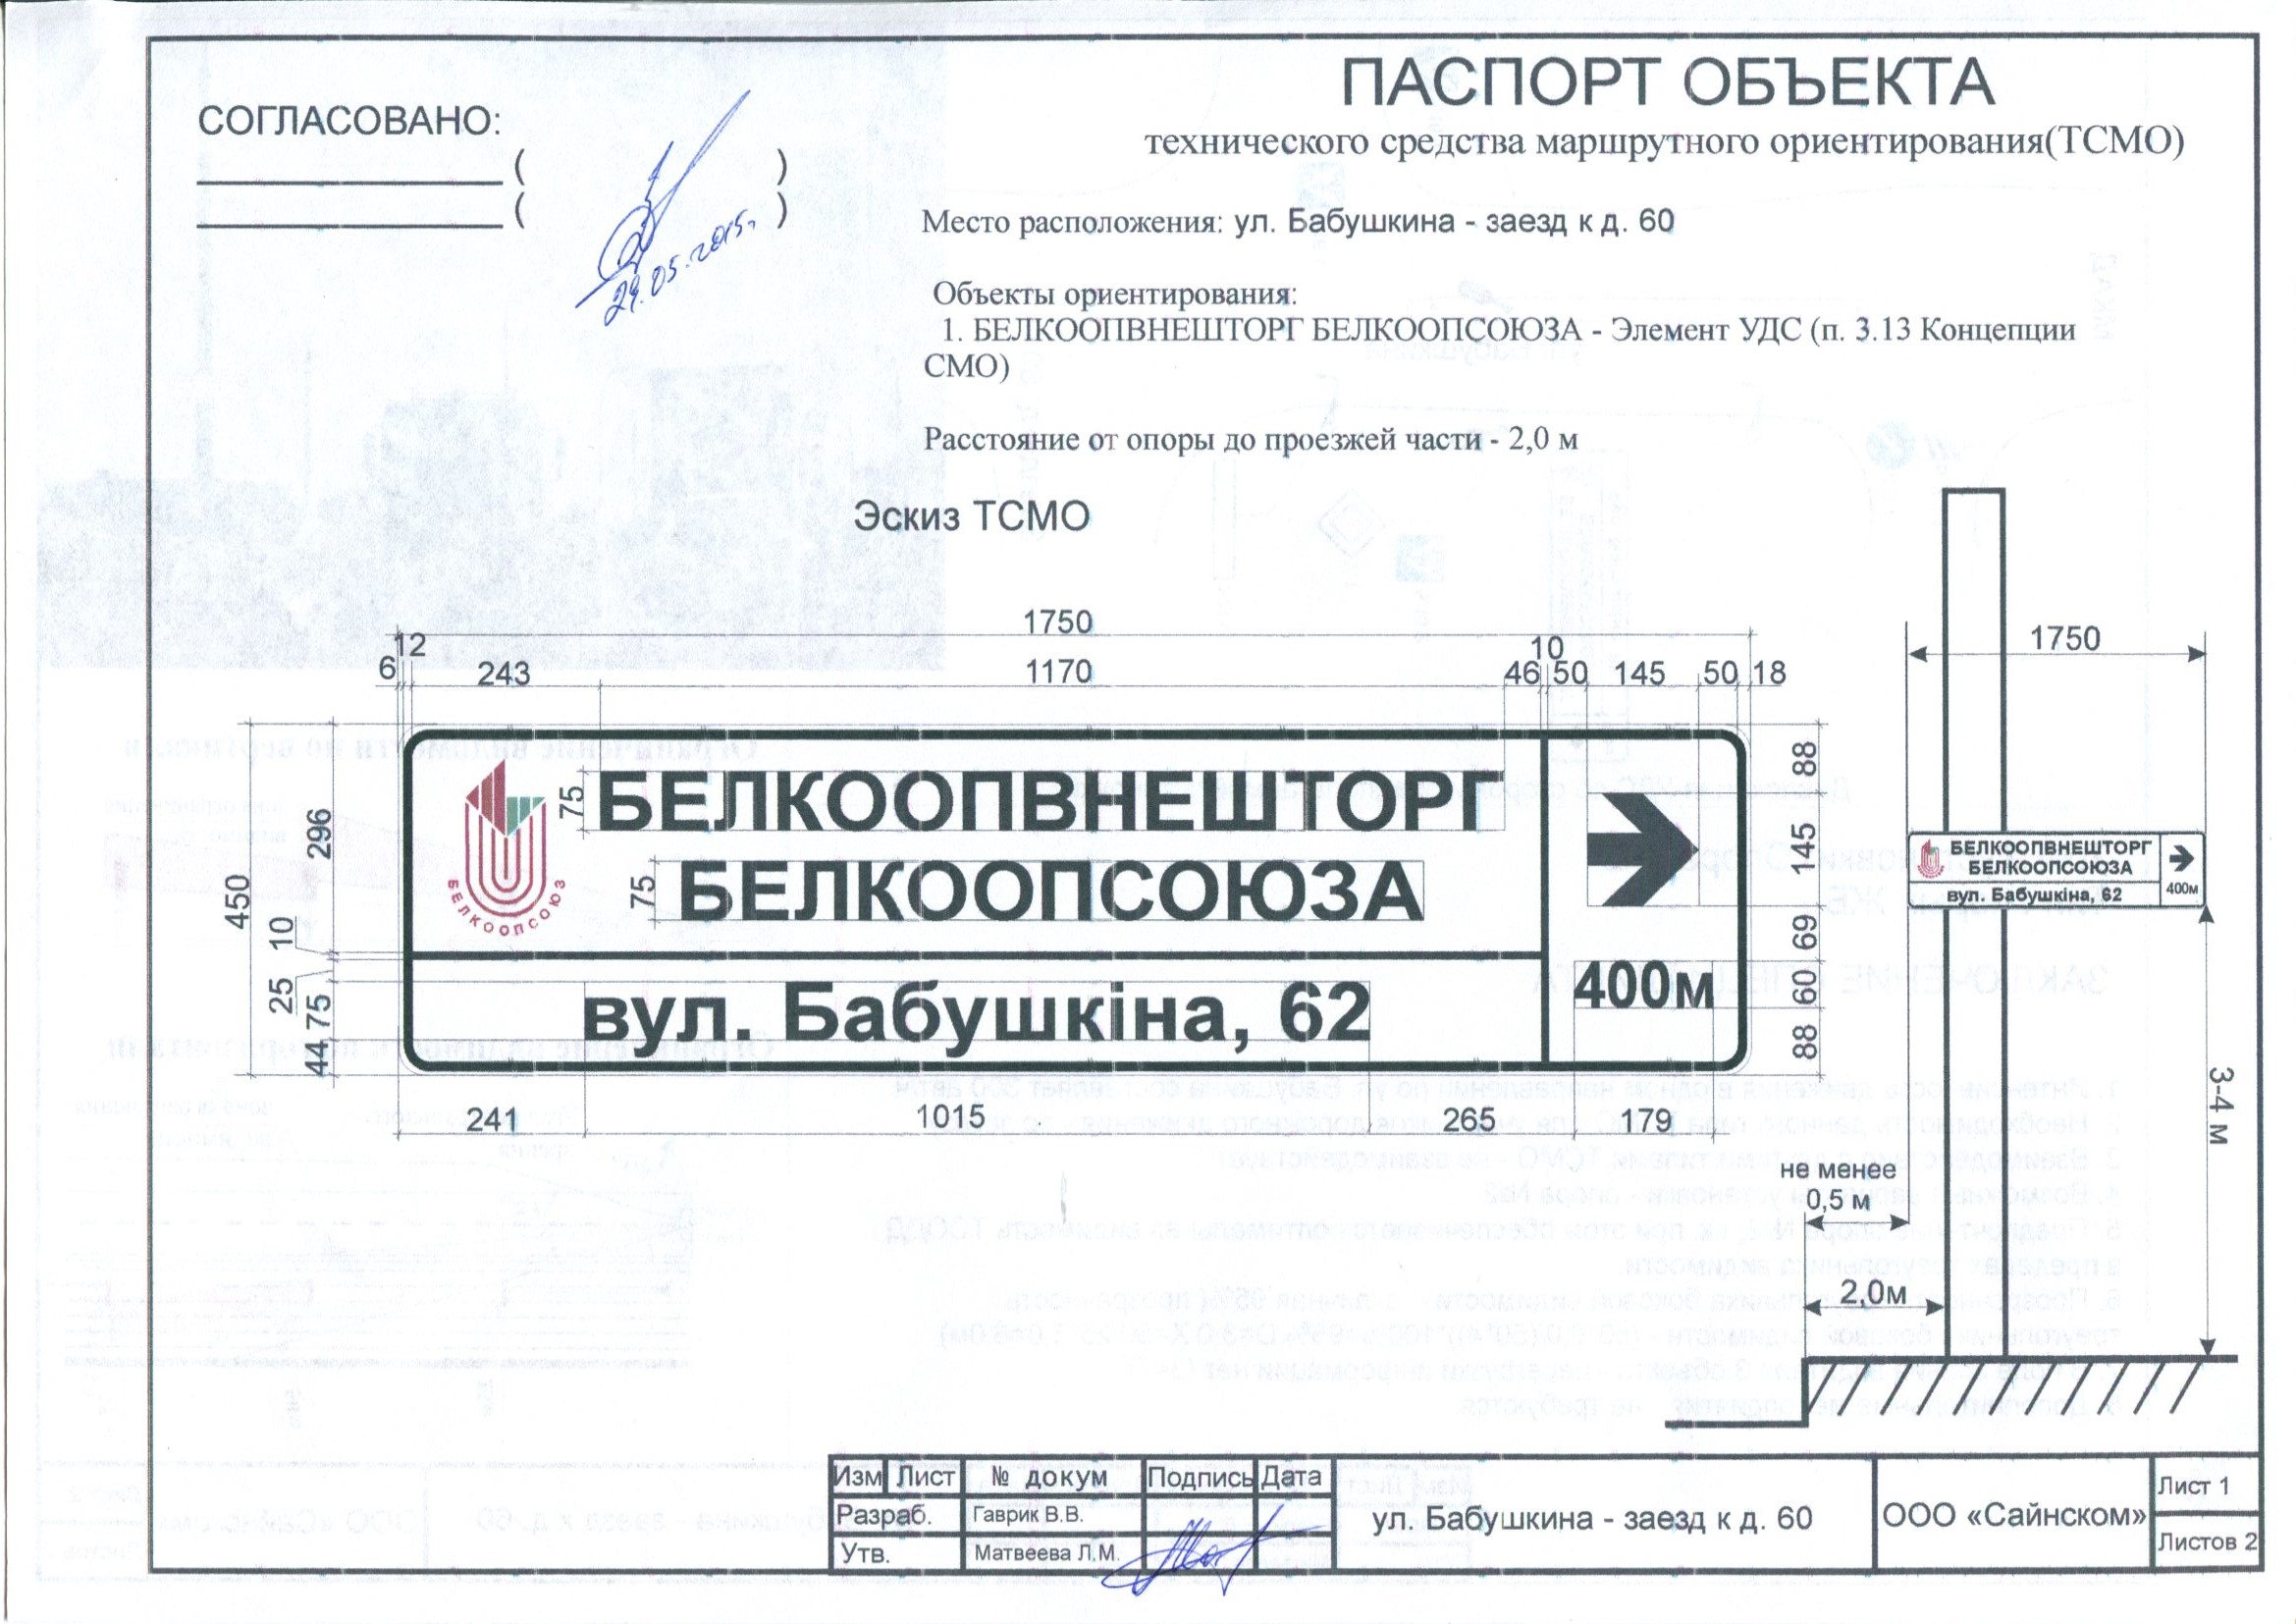 СОГЛАСОВАНО:
29.05.2015г.
ПАСПОРТ ОБЪЕКТА
технического средства маршрутного ориентирования(ТСМО)
Место расположения: ул. Бабушкина - заезд к д. 60
Объекты ориентирования:
1. БЕЛКООПВНЕШТОРГ БЕЛКООПСОЮЗА - Элемент УДС (п. 3.13 Концепции
СМО)
Расстояние от опоры до проезжей части - 2,0 м
Эскиз ТСМО
1750
12
10
6 243 1170 46 50 145 50 18
БЕЛКООПВНЕШТОРГ
БЕЛКООПСОЮЗА
БЕЛКООПСОЮЗ
75
75
вул. Бабушкіна, 62
400м
450
296
10
25
75
44
88
145
69
60
88
241 1015 265 179
1750
БЕЛКООПВНЕШТОРГ
БЕЛКООПСОЮЗА
вул. Бабушкіна, 62
400м
3-4 м
не менее
0,5 м
2,0м
Изм Лист № докум Подпись Дата
Разраб. Гаврик В.В.
Утв. Матвеева Л.М.
ул. Бабушкина - заезд к д. 60
ООО «Сайнском»
Лист 1
Листов 2